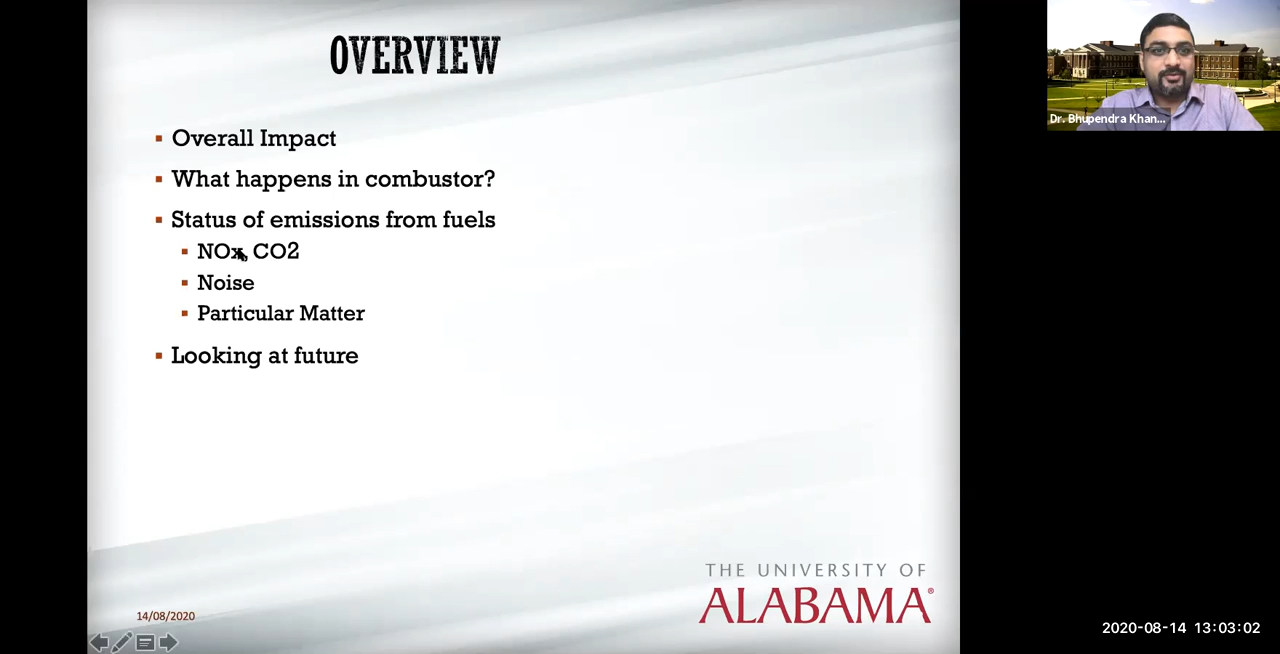 OVERVIEW
Overall Impact
What happens in combustor?
Status of emissions from fuels
NOx, CO2
Noise
Particular Matter
Looking at future
THE UNIVERSITY OF
ALABAMA®
14/08/2020
Dr. Bhupendra Khan...
2020-08-14 13:03:02